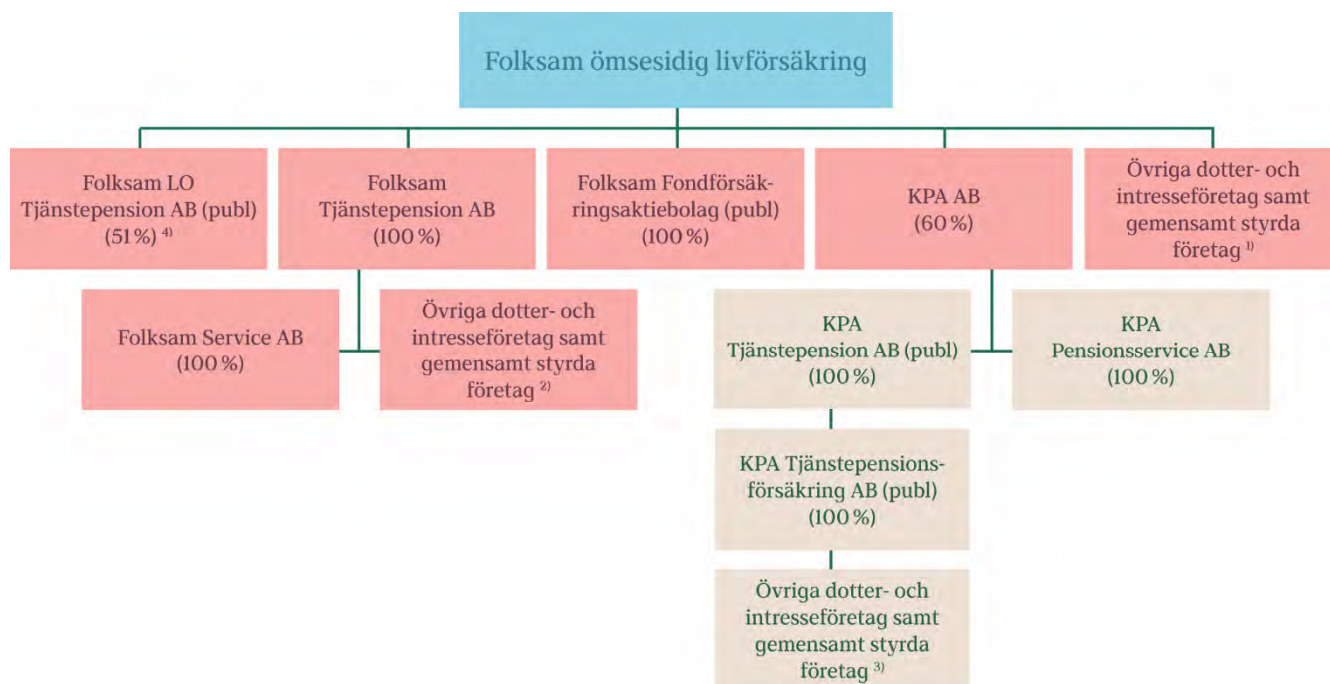 Folksam ömsesidig livförsäkring
Folksam LO
Tjänstepension AB (publ)
(51 %) 4)
Folksam
Tjänstepension AB
(100 %)
Folksam Fondförsäk-
ringsaktiebolag (publ)
(100 %)
KPA AB
(60 %)
Övriga dotter- och
intresseföretag samt
gemensamt styrda
företag 1)
Folksam Service AB
(100 %)
Övriga dotter- och
intresseföretag samt
gemensamt styrda
företag 2)
KPA
Tjänstepension AB (publ)
(100 %)
KPA
Pensionsservice AB
(100 %)
KPA Tjänstepensions-
försäkring AB (publ)
(100 %)
Övriga dotter- och
intresseföretag samt
gemensamt styrda
företag 3)